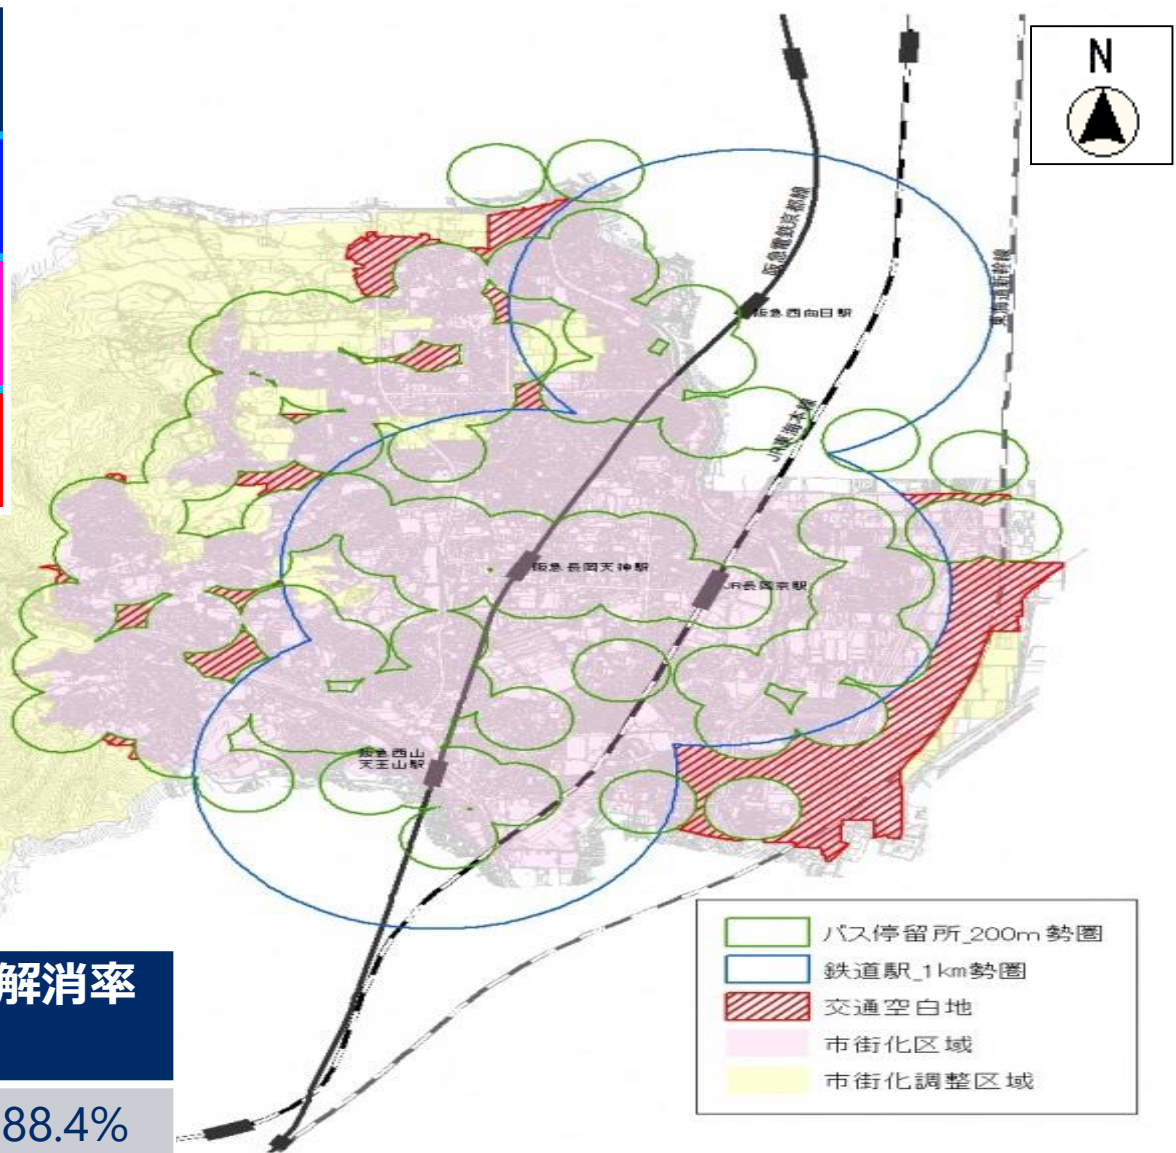 N
阪急電鉄京都線
東海道新幹線
阪急西向日駅
JR東海本線
阪急長岡天神駅
JR長岡京駅
阪急西山
天王山駅
バス停留所_200m勢圏
鉄道駅_1km勢圏
交通空白地
市街化区域
市街化調整区域
解消率
88.4%